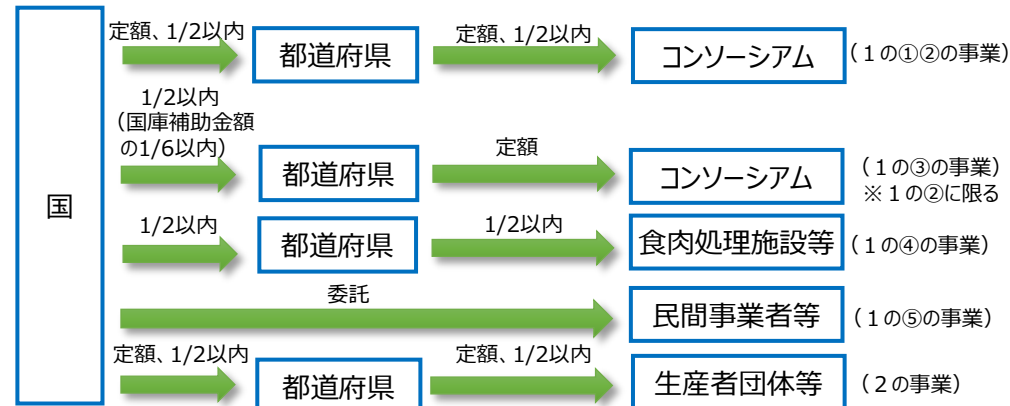 国
定額、1/2以内
都道府県
定額、1/2以内
コンソーシアム
（１の①②の事業）
1/2以内
（国庫補助金額
の1/6以内）
都道府県
定額
コンソーシアム
（１の③の事業）
※１の②に限る
1/2以内
都道府県
1/2以内
食肉処理施設等
（１の④の事業）
委託
民間事業者等
（１の⑤の事業）
定額、1/2以内
都道府県
定額、1/2以内
生産者団体等
（２の事業）